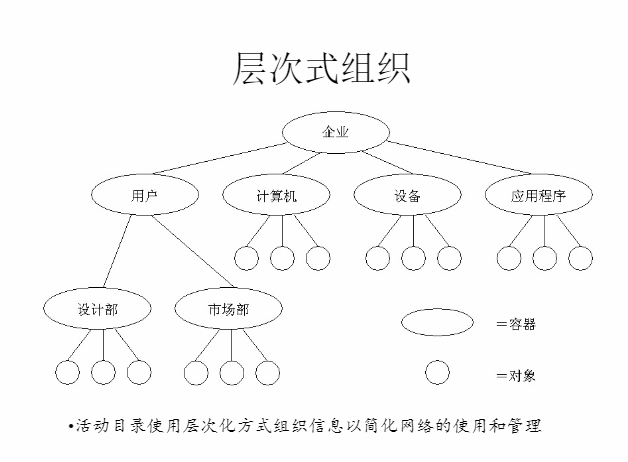 层次式组织
企业
用户
计算机
设备
应用程序
设计部
市场部
＝容器
＝对象
•活动目录使用层次化方式组织信息以简化网络的使用和管理